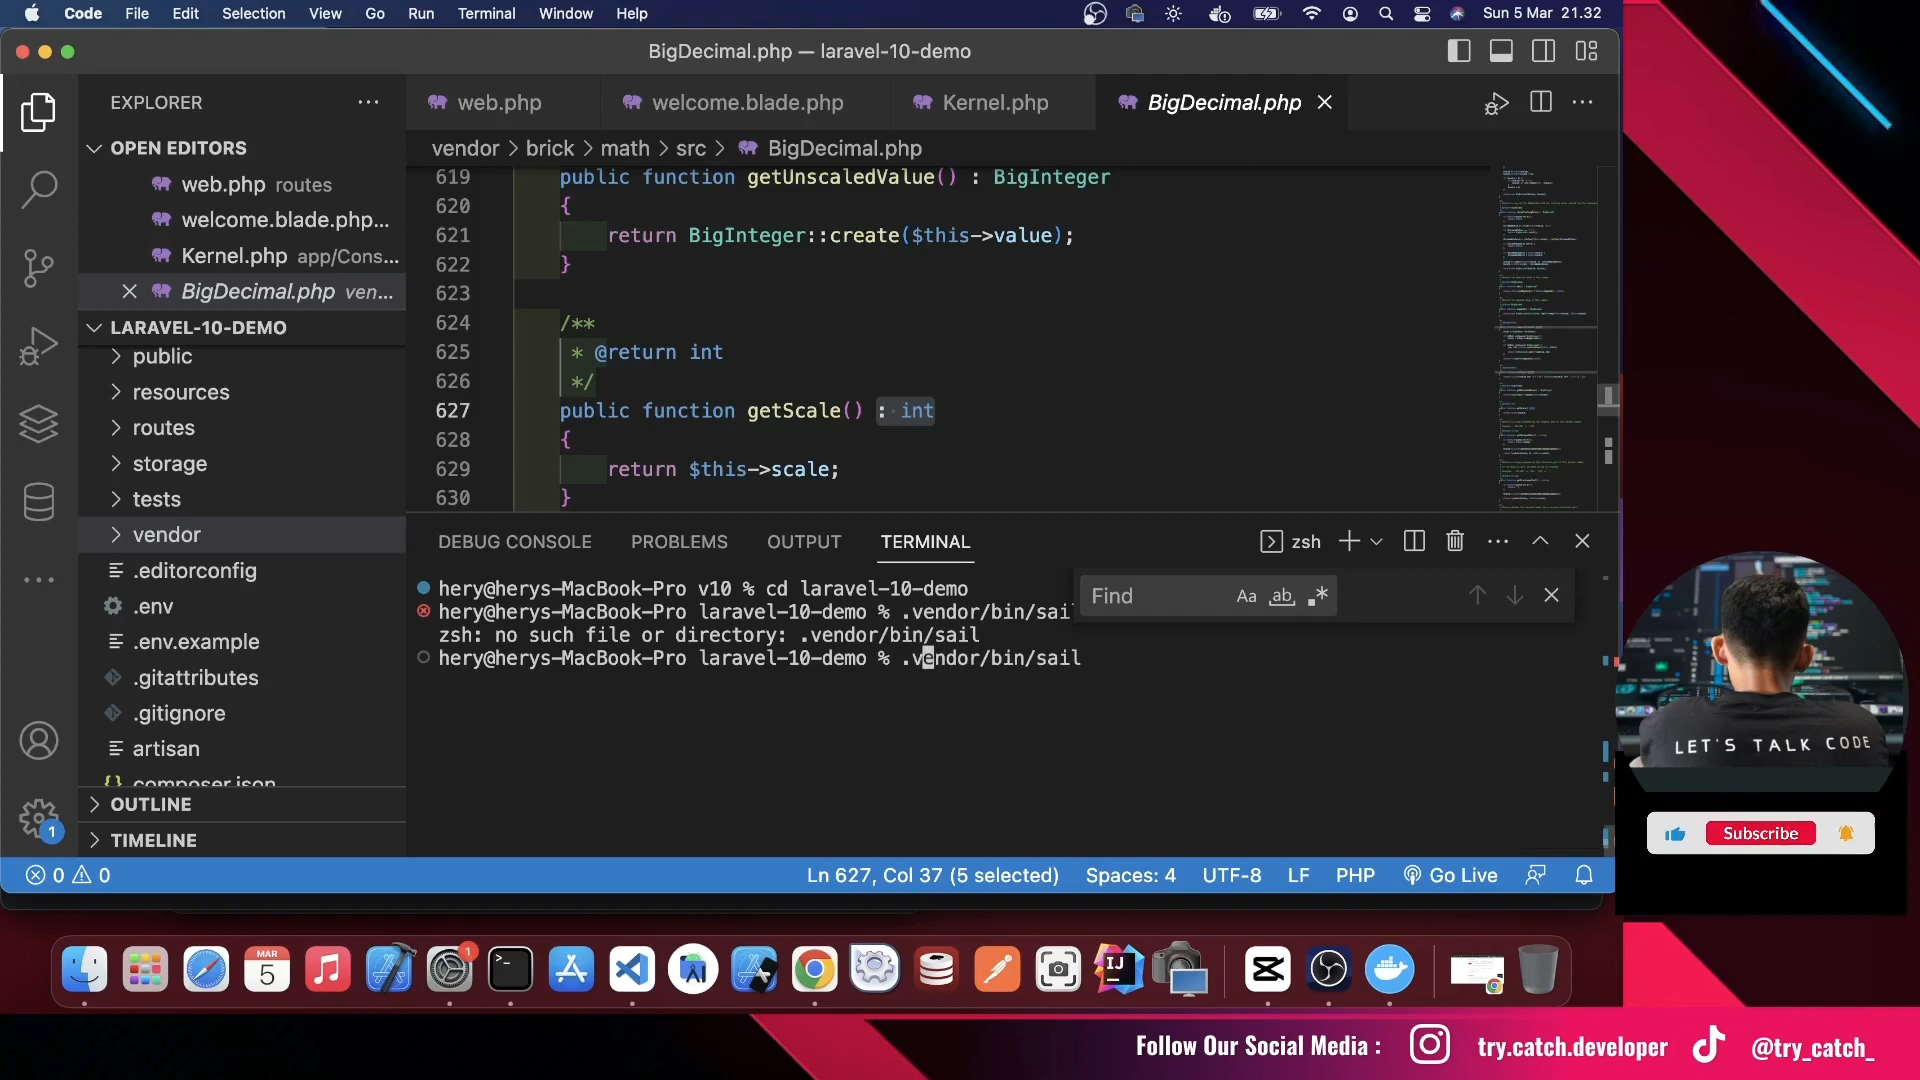 Code File Edit Selection View Go Run Terminal Window Help Sun 5 Mar 21.32
BigDecimal.php — laravel-10-demo
EXPLORER
OPEN EDITORS
web.php routes
welcome.blade.php...
Kernel.php app/Cons...
BigDecimal.php ven...
LARAVEL-10-DEMO
public
resources
routes
storage
tests
vendor
.editorconfig
.env
.env.example
.gitattributes
.gitignore
artisan
composer.json
OUTLINE
TIMELINE
1
web.php welcome.blade.php Kernel.php BigDecimal.php
vendor > brick > math > src > BigDecimal.php
619 public function getUnscaledValue() : BigInteger
620 {
621 return BigInteger::create($this->value);
622 }
623
624 /**
625 * @return int
626 */
627 public function getScale() : int
628 {
629 return $this->scale;
630 }
DEBUG CONSOLE PROBLEMS OUTPUT TERMINAL zsh
Find Aa ab
hery@herys-MacBook-Pro v10 % cd laravel-10-demo
hery@herys-MacBook-Pro laravel-10-demo % .vendor/bin/sail
zsh: no such file or directory: .vendor/bin/sail
hery@herys-MacBook-Pro laravel-10-demo % .vendor/bin/sail
0 0 Ln 627, Col 37 (5 selected) Spaces: 4 UTF-8 LF PHP Go Live
LET'S TALK CODE
Subscribe
MAR
5
1
IJ
Follow Our Social Media : try.catch.developer @try_catch_